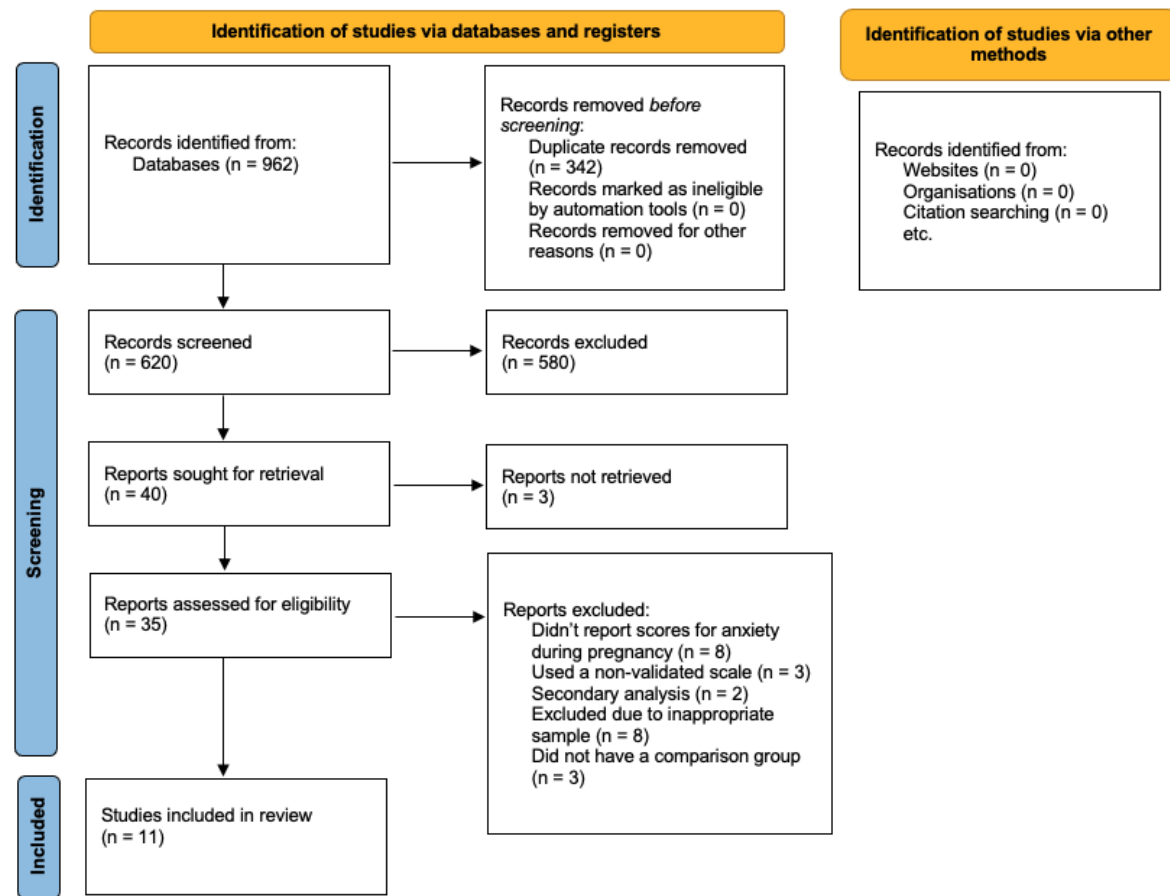 Identification of studies via databases and registers
Identification of studies via other
methods
Identification
Records identified from:
Databases (n = 962)
Records removed before
screening:
Duplicate records removed
(n = 342)
Records marked as ineligible
by automation tools (n = 0)
Records removed for other
reasons (n = 0)
Records identified from:
Websites (n = 0)
Organisations (n = 0)
Citation searching (n = 0)
etc.
Screening
Records screened
(n = 620)
Records excluded
(n = 580)
Reports sought for retrieval
(n = 40)
Reports not retrieved
(n = 3)
Reports assessed for eligibility
(n = 35)
Reports excluded:
Didn't report scores for anxiety
during pregnancy (n = 8)
Used a non-validated scale (n = 3)
Secondary analysis (n = 2)
Excluded due to inappropriate
sample (n = 8)
Did not have a comparison group
(n = 3)
Included
Studies included in review
(n = 11)